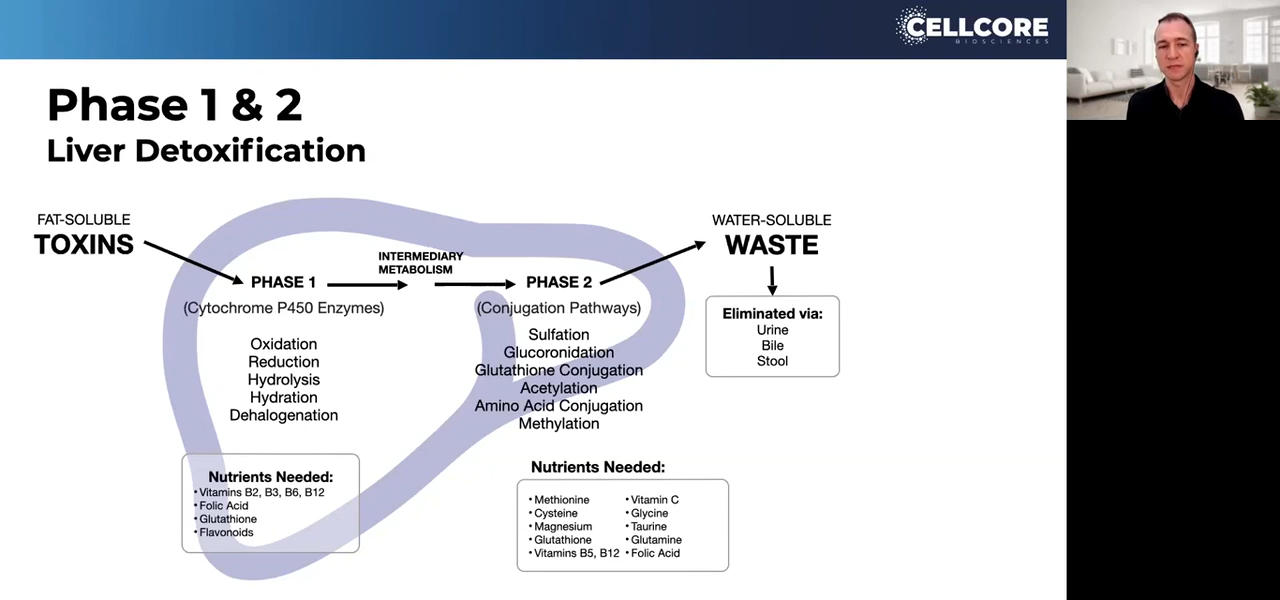 CELLCORE
BIOSCIENCES
Phase 1 & 2
Liver Detoxification
FAT-SOLUBLE
TOXINS
PHASE 1
(Cytochrome P450 Enzymes)
Oxidation
Reduction
Hydrolysis
Hydration
Dehalogenation
Nutrients Needed:
•Vitamins B2, B3, B6, B12
•Folic Acid
•Glutathione
•Flavonoids
INTERMEDIARY
METABOLISM
PHASE 2
(Conjugation Pathways)
Sulfation
Glucoronidation
Glutathione Conjugation
Acetylation
Amino Acid Conjugation
Methylation
Nutrients Needed:
•Methionine
•Cysteine
•Magnesium
•Glutathione
•Vitamins B5, B12
•Vitamin C
•Glycine
•Taurine
•Glutamine
•Folic Acid
WATER-SOLUBLE
WASTE
Eliminated via:
Urine
Bile
Stool